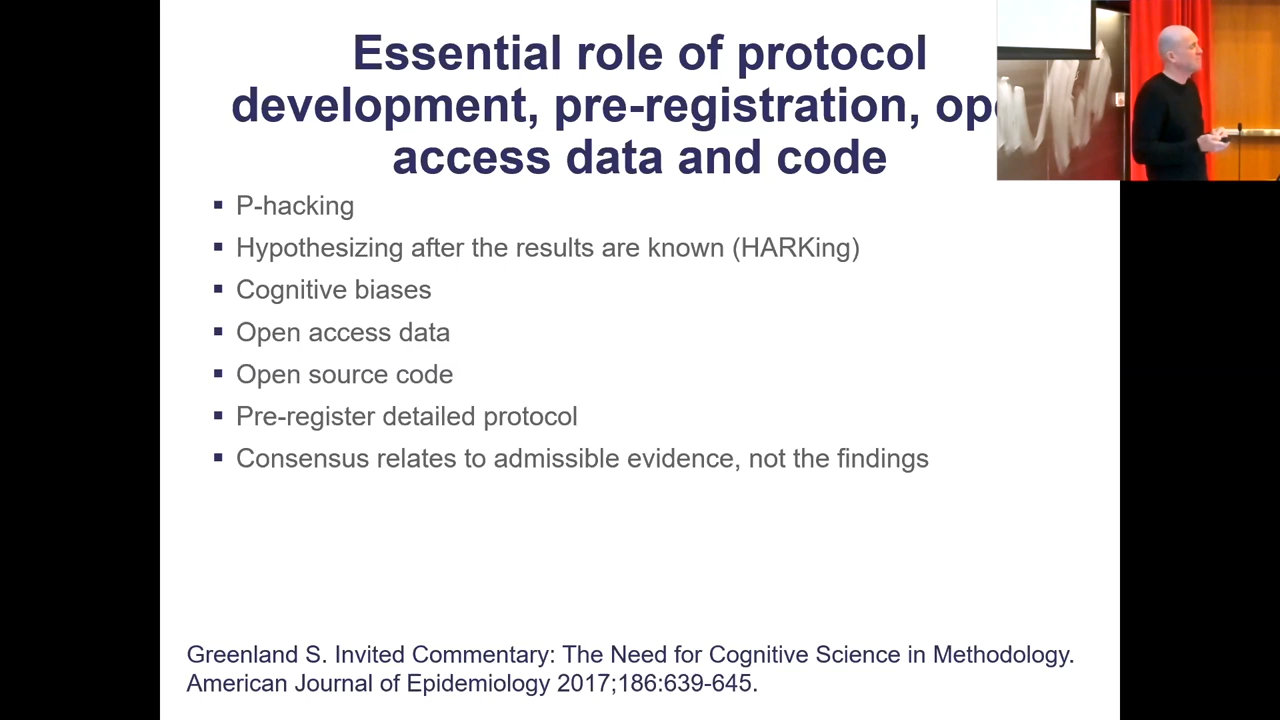 Essential role of protocol
development, pre-registration, op
access data and code
▪ P-hacking
▪ Hypothesizing after the results are known (HARKing)
▪ Cognitive biases
▪ Open access data
▪ Open source code
▪ Pre-register detailed protocol
▪ Consensus relates to admissible evidence, not the findings
Greenland S. Invited Commentary: The Need for Cognitive Science in Methodology.
American Journal of Epidemiology 2017;186:639-645.